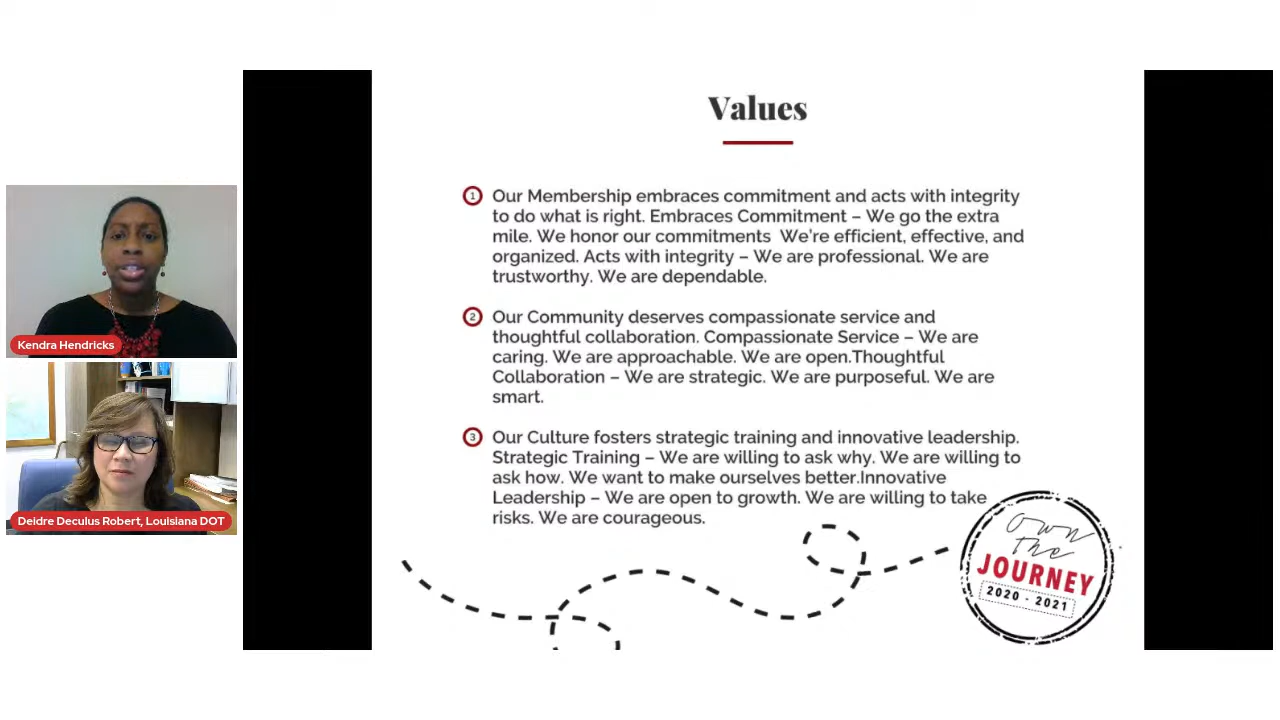 Values
1 Our Membership embraces commitment and acts with integrity
to do what is right. Embraces Commitment – We go the extra
mile. We honor our commitments  We're efficient, effective, and
organized. Acts with integrity – We are professional. We are
trustworthy. We are dependable.
2 Our Community deserves compassionate service and
thoughtful collaboration. Compassionate Service – We are
caring. We are approachable. We are open.Thoughtful
Collaboration – We are strategic. We are purposeful. We are
smart.
3 Our Culture fosters strategic training and innovative leadership.
Strategic Training – We are willing to ask why. We are willing to
ask how. We want to make ourselves better.Innovative
Leadership – We are open to growth. We are willing to take
risks. We are courageous.
own
the
JOURNEY
2020 - 2021
Kendra Hendricks
Deidre Deculus Robert, Louisiana DOT